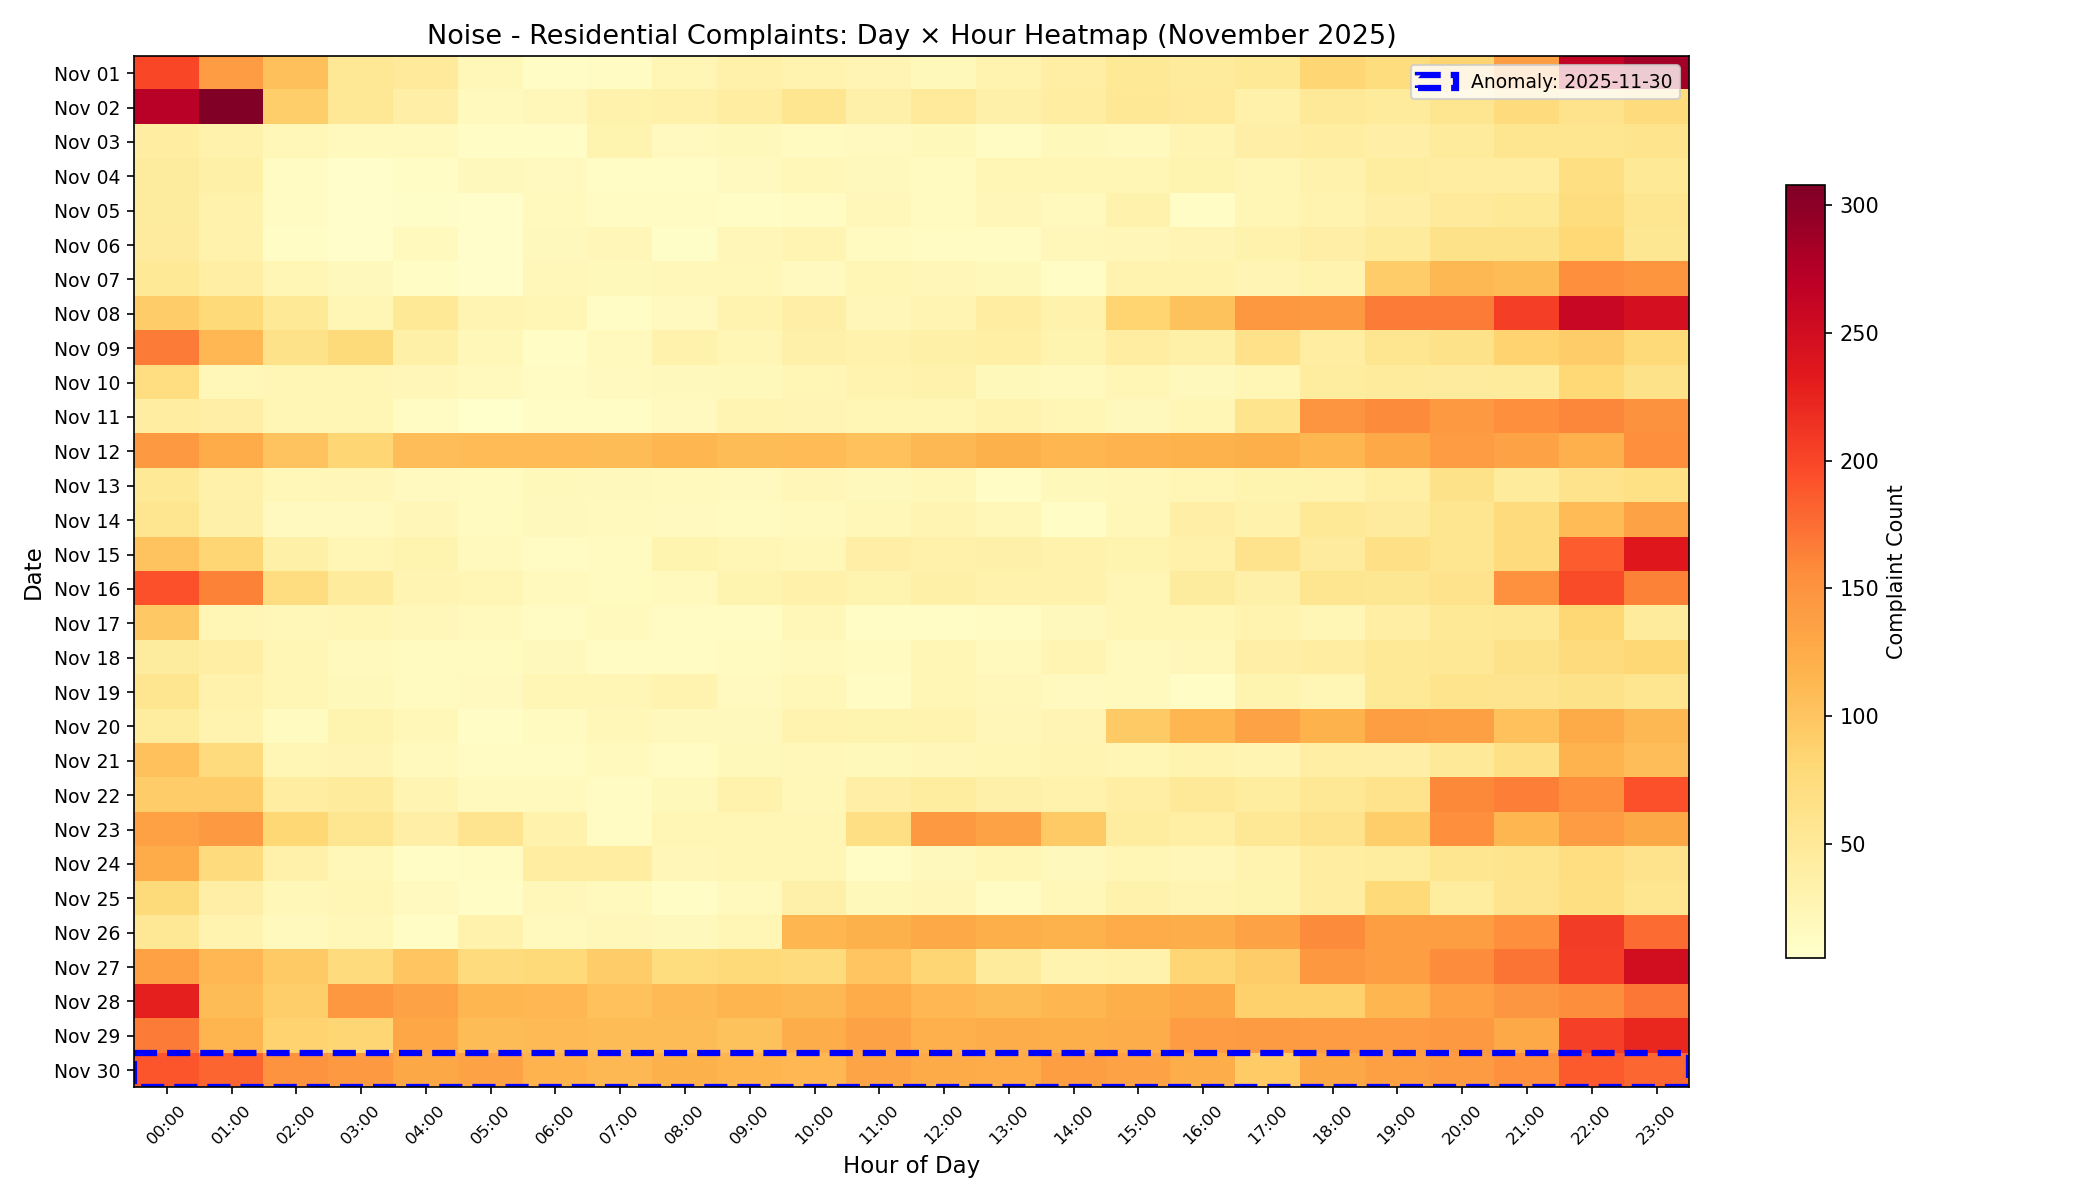 Noise - Residential Complaints: Day × Hour Heatmap (November 2025)
Anomaly: 2025-11-30
Date
Nov 01
Nov 02
Nov 03
Nov 04
Nov 05
Nov 06
Nov 07
Nov 08
Nov 09
Nov 10
Nov 11
Nov 12
Nov 13
Nov 14
Nov 15
Nov 16
Nov 17
Nov 18
Nov 19
Nov 20
Nov 21
Nov 22
Nov 23
Nov 24
Nov 25
Nov 26
Nov 27
Nov 28
Nov 29
Nov 30
00:00 01:00 02:00 03:00 04:00 05:00 06:00 07:00 08:00 09:00 10:00 11:00 12:00 13:00 14:00 15:00 16:00 17:00 18:00 19:00 20:00 21:00 22:00 23:00
Hour of Day
300
250
200
150
100
50
Complaint Count